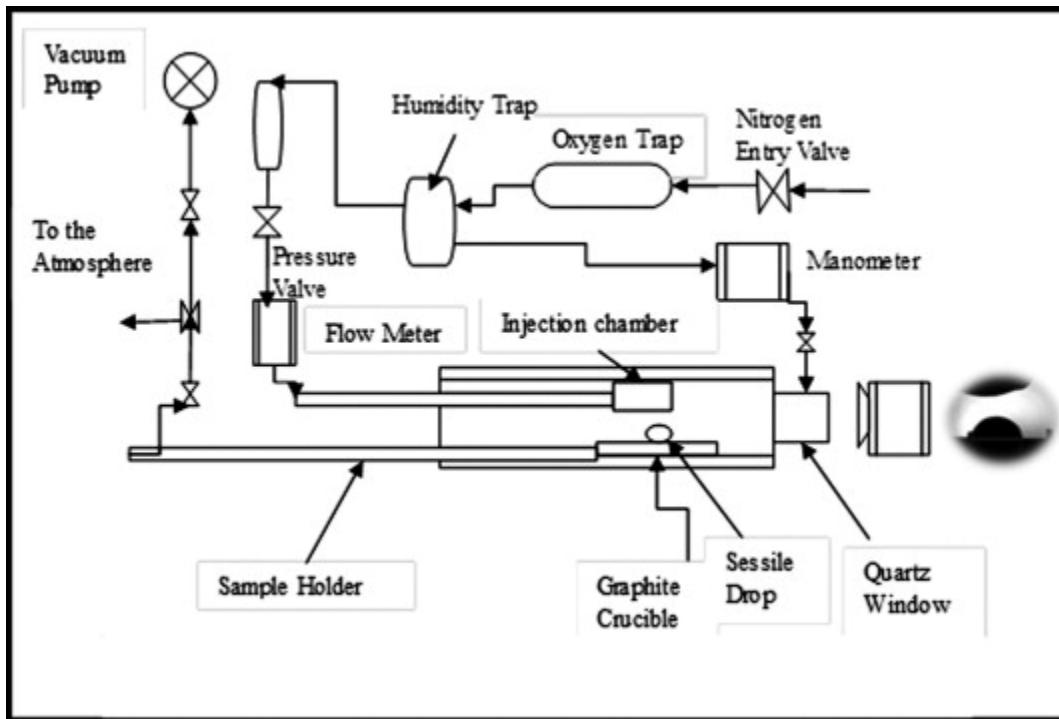 Vacuum
Pump
Humidity Trap
Oxygen Trap
Nitrogen
Entry Valve
To the
Atmosphere
Pressure
Valve
Manometer
Flow Meter
Injection chamber
Sample Holder
Graphite
Crucible
Sessile
Drop
Quartz
Window